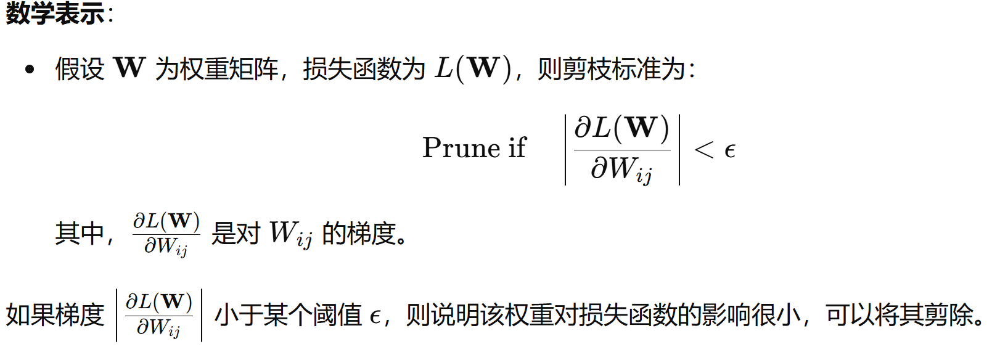 数学表示：
• 假设 $\mathbf{W}$ 为权重矩阵，损失函数为 $L(\mathbf{W})$，则剪枝标准为：
$\text{Prune if} \quad \left| \frac{\partial L(\mathbf{W})}{\partial W_{ij}} \right| < \epsilon$
其中，$\frac{\partial L(\mathbf{W})}{\partial W_{ij}}$ 是对 $W_{ij}$ 的梯度。
如果梯度 $\left| \frac{\partial L(\mathbf{W})}{\partial W_{ij}} \right|$ 小于某个阈值 $\epsilon$，则说明该权重对损失函数的影响很小，可以将其剪除。